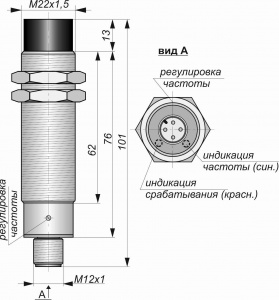 M22x1,5
13
вид А
регулировка
частоты
62
76
101
индикация
частоты (син.)
индикация
срабатывания (красн.)
регулировка
частоты
M12x1
А